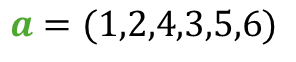 a = (1,2,4,3,5,6)